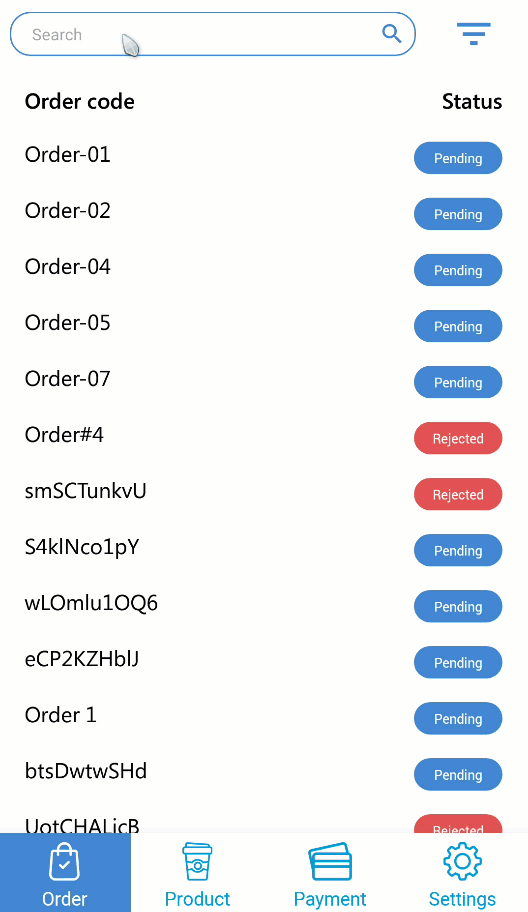 Search
Order code Status
Order-01 Pending
Order-02 Pending
Order-04 Pending
Order-05 Pending
Order-07 Pending
Order#4 Rejected
smSCTunkvU Rejected
S4klNco1pY Pending
wLOmlu1OQ6 Pending
eCP2KZHblJ Pending
Order 1 Pending
btsDwtwSHd Pending
UotCHALicB Rejected
Order Product Payment Settings